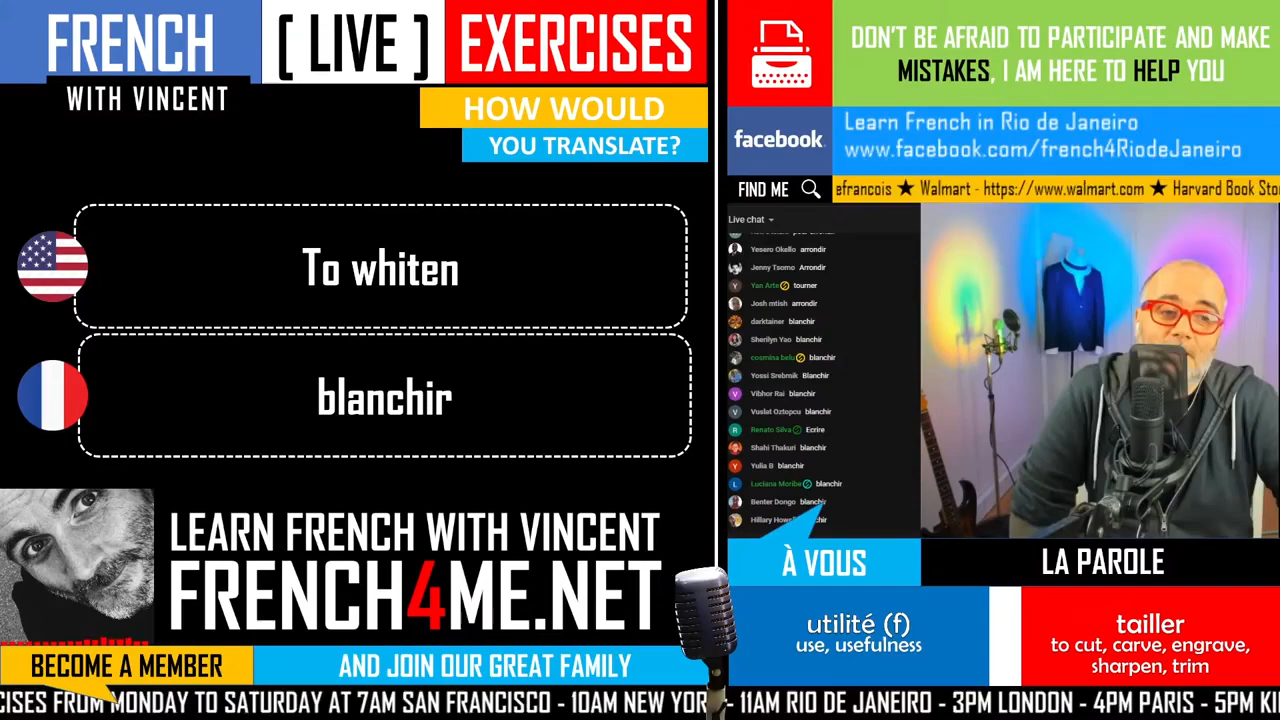 FRENCH
WITH VINCENT
[ LIVE ]
EXERCISES
HOW WOULD
YOU TRANSLATE?
To whiten
blanchir
LEARN FRENCH WITH VINCENT
FRENCH4ME.NET
BECOME A MEMBER
AND JOIN OUR GREAT FAMILY
DON'T BE AFRAID TO PARTICIPATE AND MAKE
MISTAKES, I AM HERE TO HELP YOU
facebook.
Learn French in Rio de Janeiro
www.facebook.com/french4RiodeJaneiro
FIND ME
efrancois ★ Walmart - https://www.walmart.com ★ Harvard Book Sto
Live chat
Yesero Okello arrondir
Jenny Tsomo Arrondir
Y Yan Arte tourner
Josh mtish arrondir
darktainer blanchir
Sherilyn Yao blanchir
cosmina belu blanchir
Yossi Srebrnik Blanchir
V Vibhor Rai blanchir
V Vuslat Oztopcu blanchir
R Renato Silva Ecrire
Shahi Thakuri blanchir
Y Yulia B blanchir
L Luciana Moribe blanchir
Benter Dongo blanchir
Hillary
À VOUS
LA PAROLE
utilité (f)
use, usefulness
tailler
to cut, carve, engrave,
sharpen, trim
CISES FROM MONDAY TO SATURDAY AT 7AM SAN FRANCISCO - 10AM NEW YOR - 11AM RIO DE JANEIRO - 3PM LONDON - 4PM PARIS - 5PM KI